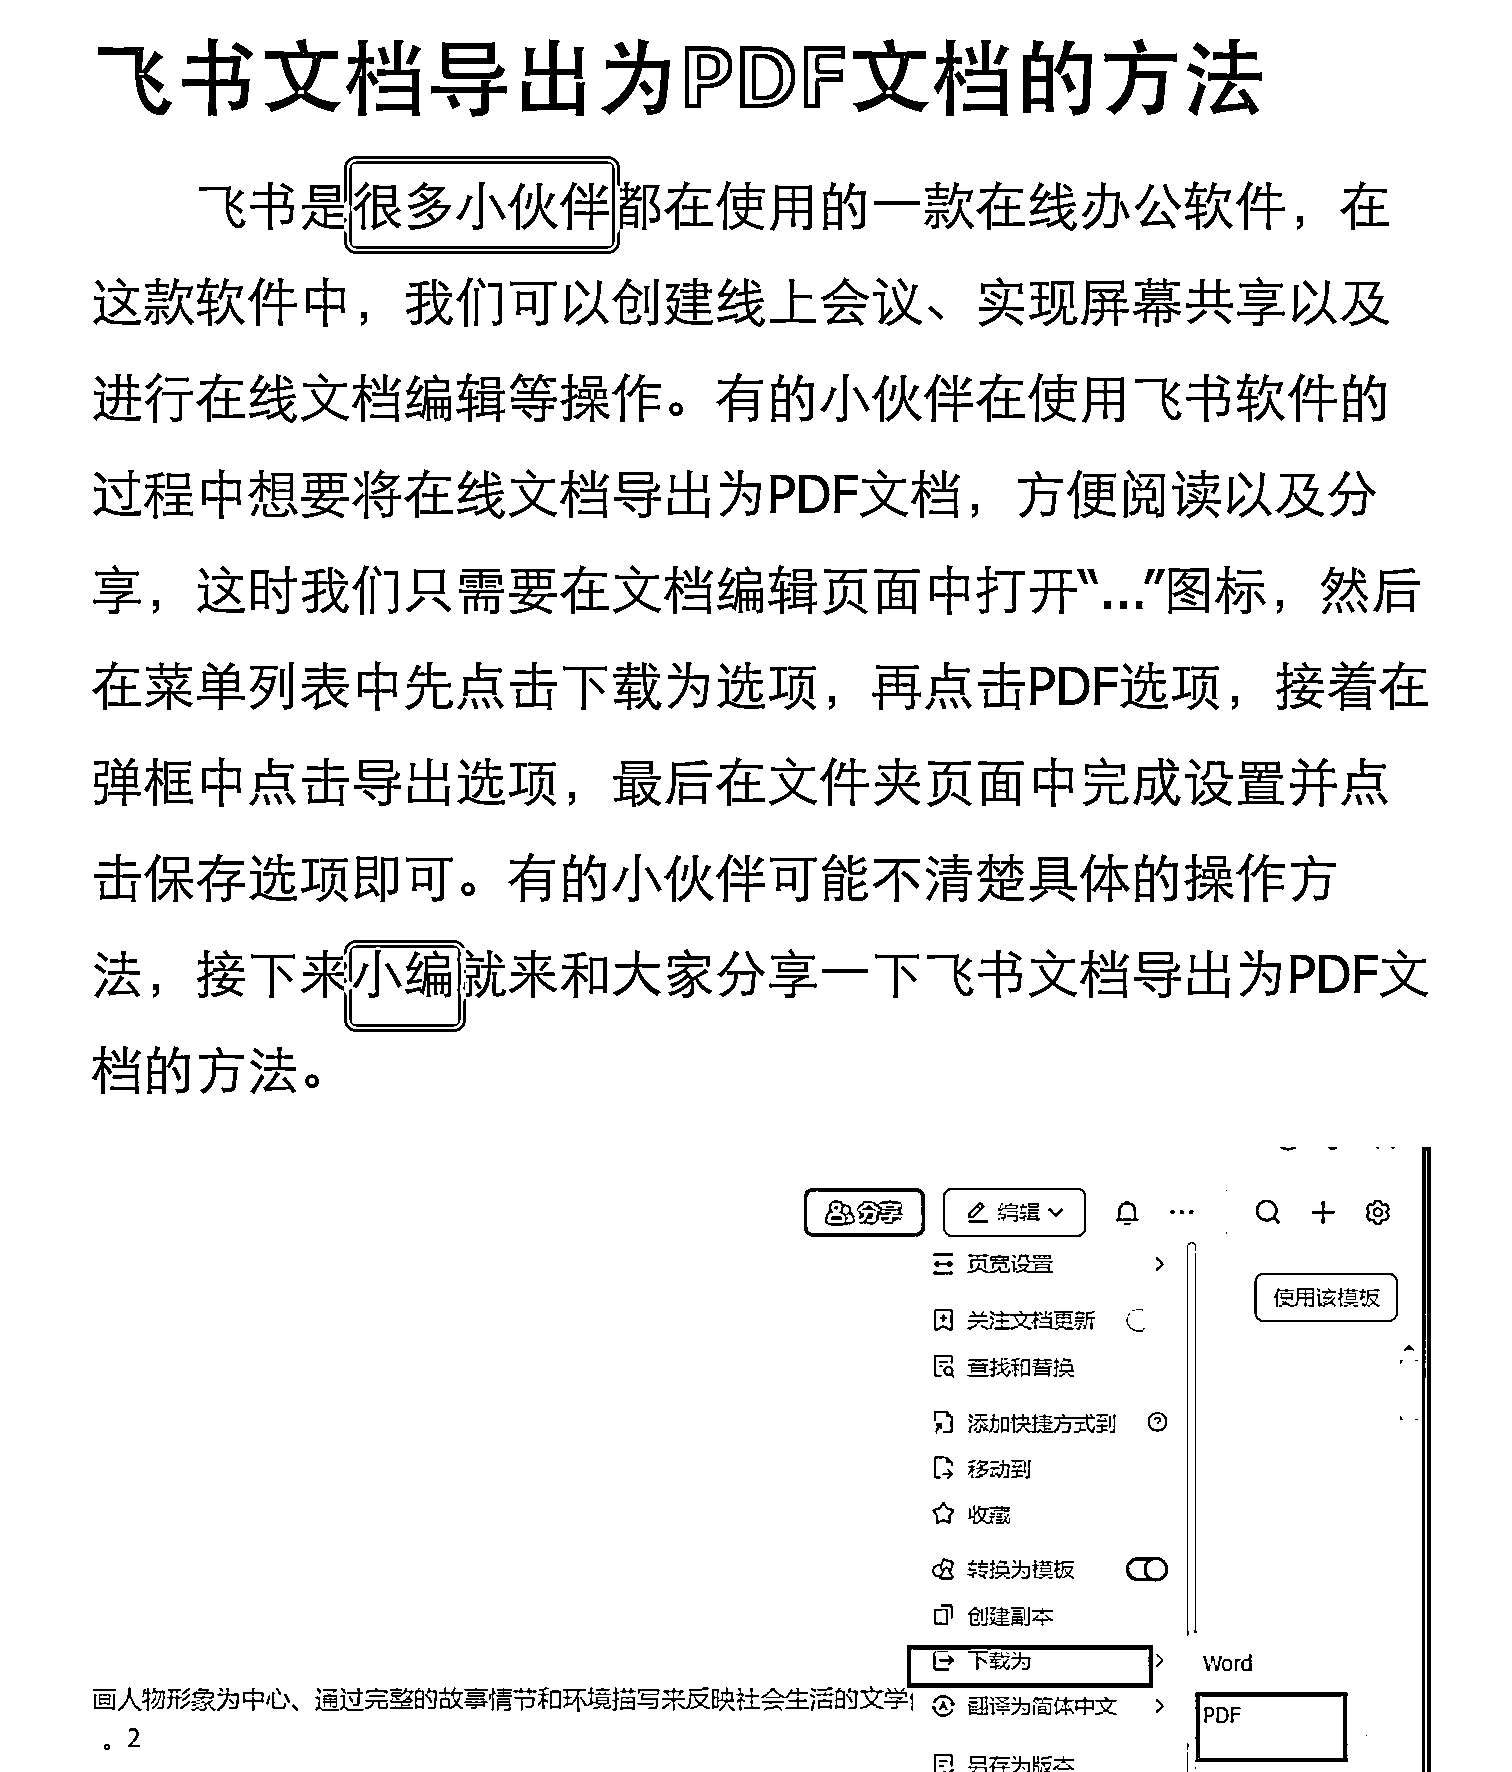 飞书文档导出为PDF文档的方法
飞书是很多小伙伴都在使用的一款在线办公软件，在
这款软件中，我们可以创建线上会议、实现屏幕共享以及
进行在线文档编辑等操作。有的小伙伴在使用飞书软件的
过程中想要将在线文档导出为PDF文档，方便阅读以及分
享，这时我们只需要在文档编辑页面中打开“...”图标，然后
在菜单列表中先点击下载为选项，再点击PDF选项，接着在
弹框中点击导出选项，最后在文件夹页面中完成设置并点
击保存选项即可。有的小伙伴可能不清楚具体的操作方
法，接下来小编就来和大家分享一下飞书文档导出为PDF文
档的方法。
分享 编辑
页宽设置
使用该模板
关注文档更新
查找和替换
添加快捷方式到
移动到
收藏
转换为模板
创建副本
下载为
Word
画人物形象为中心、通过完整的故事情节和环境描写来反映社会生活的文学
翻译为简体中文
PDF
。2
另存为版本